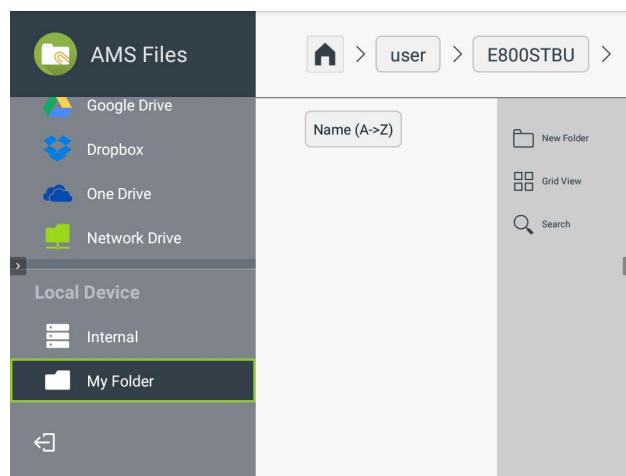 AMS Files
> user > E800STBU >
Google Drive
Dropbox
One Drive
Network Drive
>
Local Device
Internal
My Folder
Name (A->Z)
New Folder
Grid View
Search